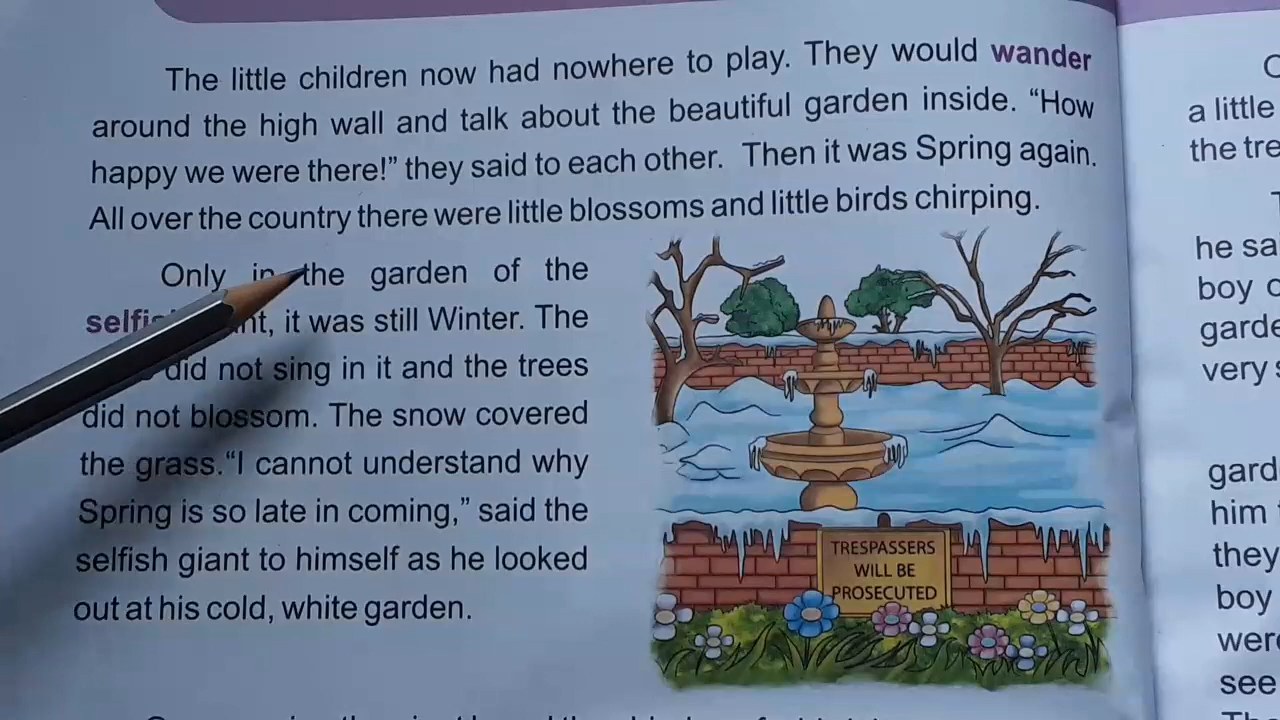 The little children now had nowhere to play. They would wander
around the high wall and talk about the beautiful garden inside. “How
happy we were there!” they said to each other. Then it was Spring again.
All over the country there were little blossoms and little birds chirping.
Only in the garden of the
it was still Winter. The
did not sing in it and the trees
did not blossom. The snow covered
the grass.“I cannot understand why
Spring is so late in coming,” said the
selfish giant to himself as he looked
out at his cold, white garden.
TRESPASSERS
WILL BE
PROSECUTED
a little
the tre
he sa
boy
garde
very s
gard
him
they
boy
were
see